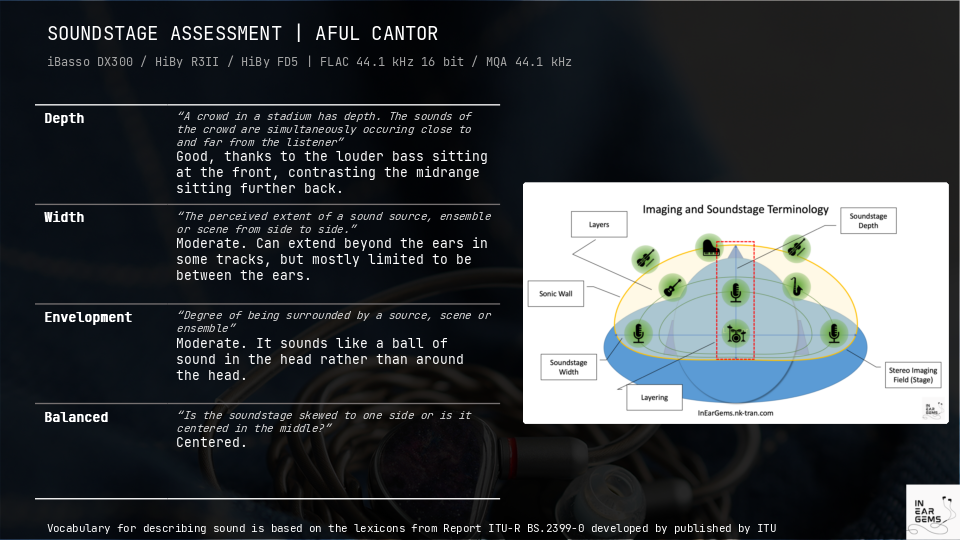 SOUNDSTAGE ASSESSMENT | AFUL CANTOR
iBasso DX300 / HiBy R3II / HiBy FD5 | FLAC 44.1 kHz 16 bit / MQA 44.1 kHz
Depth
“A crowd in a stadium has depth. The sounds of
the crowd are simultaneously occuring close to
and far from the listener”
Good, thanks to the louder bass sitting
at the front, contrasting the midrange
sitting further back.
Width
“The perceived extent of a sound source, ensemble
or scene from side to side.”
Moderate. Can extend beyond the ears in
some tracks, but mostly limited to be
between the ears.
Envelopment
“Degree of being surrounded by a source, scene or
ensemble”
Moderate. It sounds like a ball of
sound in the head rather than around
the head.
Balanced
“Is the soundstage skewed to one side or is it
centered in the middle?”
Centered.
Imaging and Soundstage Terminology
Layers
Soundstage
Depth
Sonic Wall
Soundstage
Width
Layering
Stereo Imaging
Field (Stage)
InEarGems.nk-tran.com
IN
EAR
GEMS
Vocabulary for describing sound is based on the lexicons from Report ITU-R BS.2399-0 developed by published by ITU
IN
EAR
GEMS